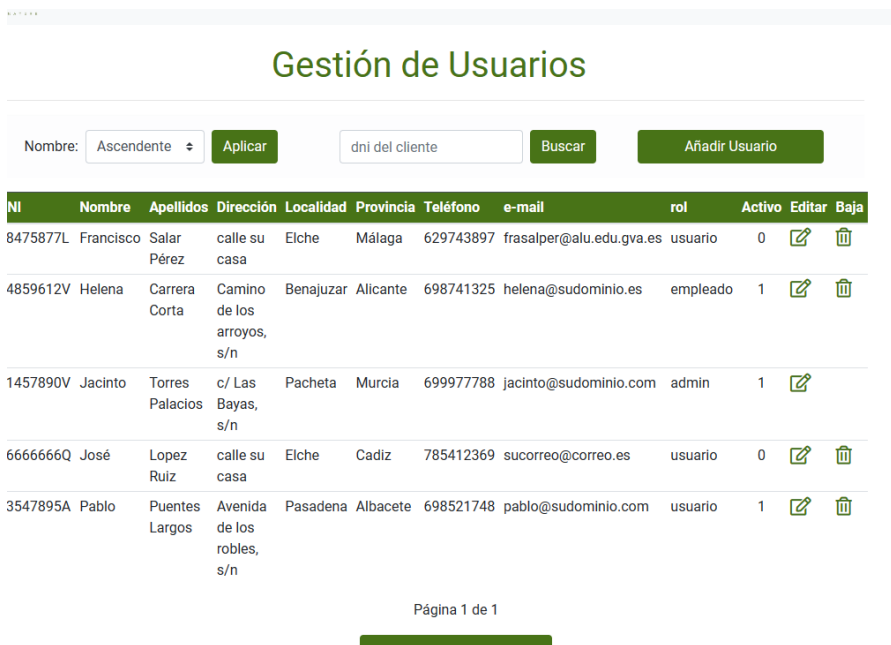 Gestión de Usuarios
Nombre: Ascendente Aplicar dni del cliente Buscar Añadir Usuario
NI Nombre Apellidos Dirección Localidad Provincia Teléfono e-mail rol Activo Editar Baja
8475877L Francisco Salar calle su Elche Málaga 629743897 frasalper@alu.edu.gva.es usuario 0
Pérez casa
4859612V Helena Carrera Camino Benajuzar Alicante 698741325 helena@sudominio.es empleado 1
Corta de los
arroyos,
s/n
1457890V Jacinto Torres c/ Las Pacheta Murcia 699977788 jacinto@sudominio.com admin 1
Palacios Bayas,
s/n
6666666Q José Lopez calle su Elche Cadiz 785412369 sucorreo@correo.es usuario 0
Ruiz casa
3547895A Pablo Puentes Avenida Pasadena Albacete 698521748 pablo@sudominio.com usuario 1
Largos de los
robles,
s/n
Página 1 de 1